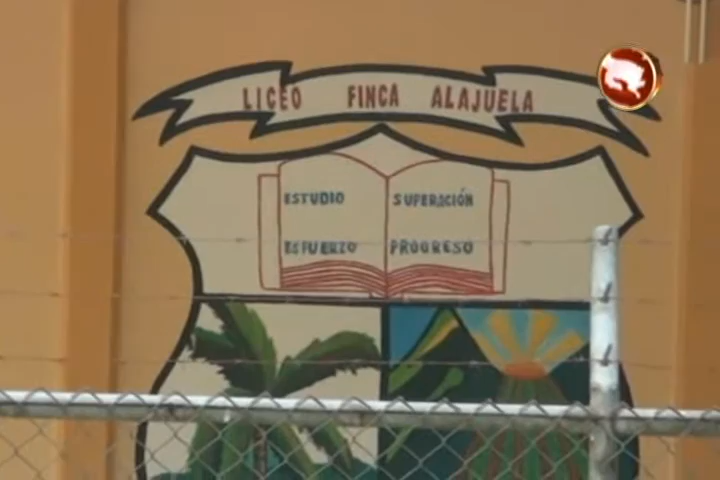 LICEO FINCA ALAJUELA
ESTUDIO SUPERACIÓN
ESFUERZO PROGRESO